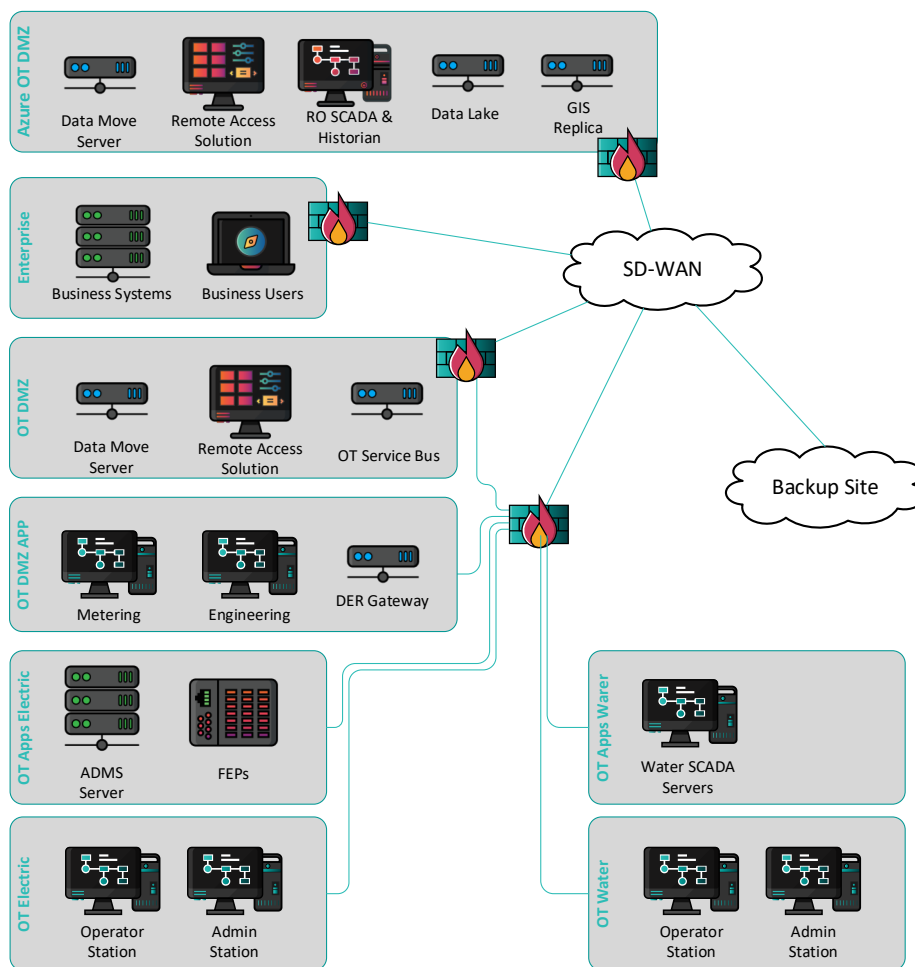 Azure OT DMZ
Data Move
Server
Remote Access
Solution
RO SCADA &
Historian
Data Lake
GIS
Replica
Enterprise
Business Systems
Business Users
SD-WAN
OT DMZ
Data Move
Server
Remote Access
Solution
OT Service Bus
Backup Site
OT DMZ APP
Metering
Engineering
DER Gateway
OT Apps Electric
ADMS
Server
FEPs
OT Apps Warer
Water SCADA
Servers
OT Electric
Operator
Station
Admin
Station
OT Water
Operator
Station
Admin
Station